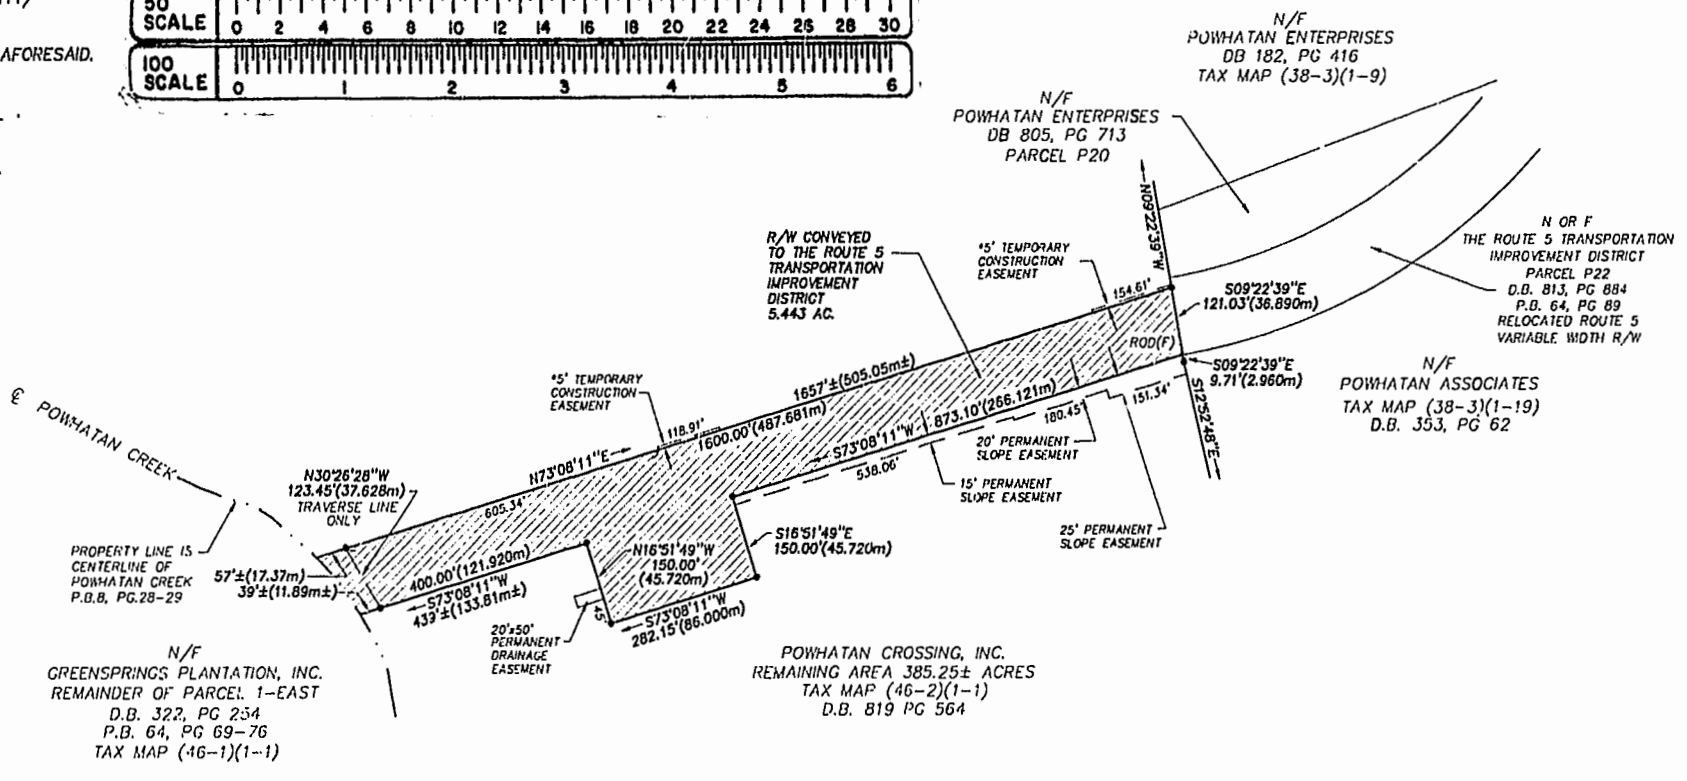 AFORESAID.
50
SCALE
0 2 4 6 8 10 12 14 16 18 20 22 24 26 28 30
100
SCALE
0 1 2 3 4 5 6
N/F
POWHATAN ENTERPRISES
DB 182, PG 416
TAX MAP (38-3)(1-9)
N/F
POWHATAN ENTERPRISES
DB 805, PG 713
PARCEL P20
N09°22'39"W
R/W CONVEYED
TO THE ROUTE 5
TRANSPORTATION
IMPROVEMENT
DISTRICT
5.443 AC.
*5' TEMPORARY
CONSTRUCTION
EASEMENT
154.61'
S09°22'39"E
121.03'(36.890m)
N OR F
THE ROUTE 5 TRANSPORTATION
IMPROVEMENT DISTRICT
PARCEL P22
D.B. 813, PG 884
P.B. 64, PG 89
RELOCATED ROUTE 5
VARIABLE WIDTH R/W
ROD(F)
S09°22'39"E
9.71'(2.960m)
S12°52'48"E
N/F
POWHATAN ASSOCIATES
TAX MAP (38-3)(1-19)
D.B. 353, PG 62
*5' TEMPORARY
CONSTRUCTION
EASEMENT
118.91'
1657'±(505.05m±)
1600.00'(487.681m)
N73°08'11"E
605.34'
S73°08'11"W
873.10'(266.121m)
538.06'
180.45'
151.34'
20' PERMANENT
SLOPE EASEMENT
15' PERMANENT
SLOPE EASEMENT
25' PERMANENT
SLOPE EASEMENT
℄ POWHATAN CREEK
N30°26'28"W
123.45'(37.628m)
TRAVERSE LINE
ONLY
PROPERTY LINE IS
CENTERLINE OF
POWHATAN CREEK
P.B.8, PG.28-29
57'±(17.37m)
39'±(11.89m±)
400.00'(121.920m)
S73°08'11"W
439'±(133.81m±)
N16°51'49"W
150.00'
(45.720m)
S16°51'49"E
150.00'(45.720m)
45'
S73°08'11"W
282.15'(86.000m)
20'x50'
PERMANENT
DRAINAGE
EASEMENT
N/F
GREENSPRINGS PLANTATION, INC.
REMAINDER OF PARCEL 1-EAST
D.B. 322, PG 254
P.B. 64, PG 69-76
TAX MAP (46-1)(1-1)
POWHATAN CROSSING, INC.
REMAINING AREA 385.25± ACRES
TAX MAP (46-2)(1-1)
D.B. 819 PG 564